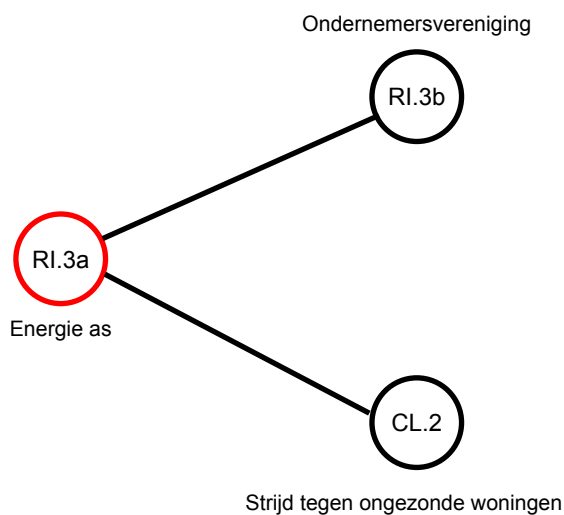 Ondernemersvereniging
RI.3b
RI.3a
Energie as
CL.2
Strijd tegen ongezonde woningen